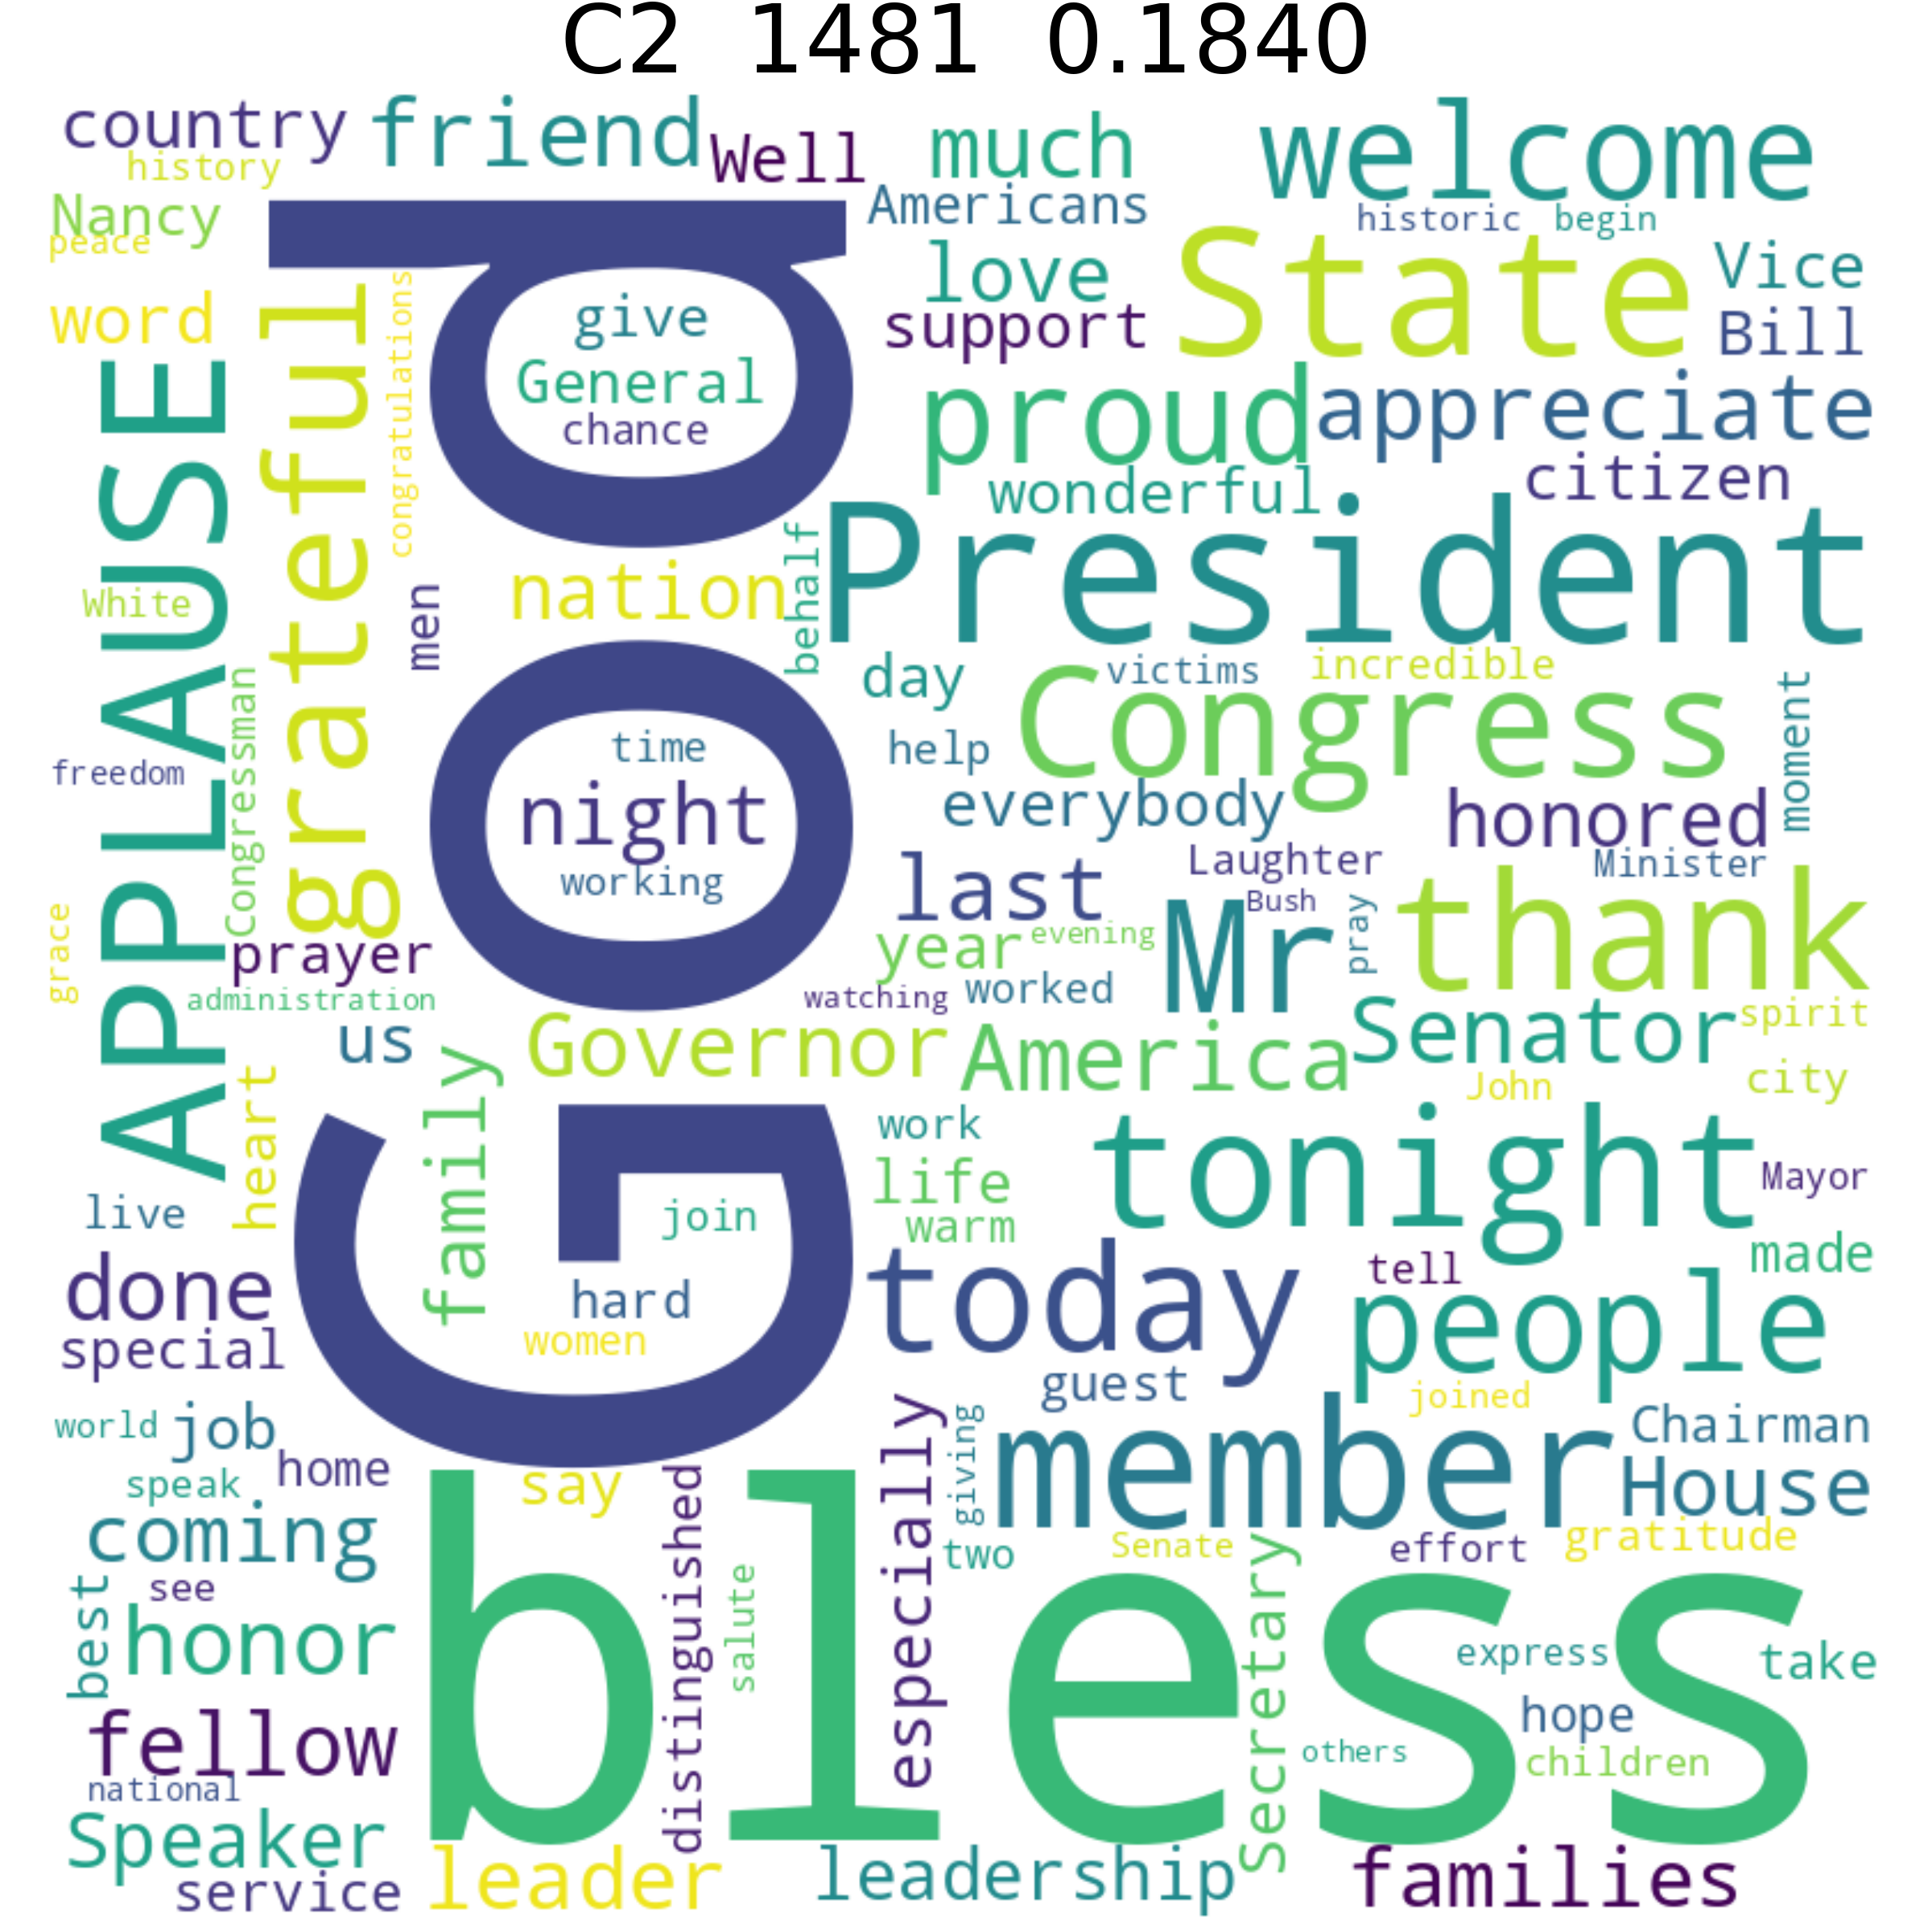 C2 1481 0.1840
country
friend
Well
much
welcome
history
Americans
historic
begin
Nancy
peace
love
State
Vice
word
give
support
Bill
General
proud
appreciate
chance
congratulations
grateful
GOD
APPLAUSE
wonderful
citizen
President
White
men
nation
behalf
day
victims
incredible
Congress
moment
freedom
Congressman
time
help
night
everybody
honored
working
last
Laughter
Minister
Bush
Mr
pray
thank
grace
prayer
year
evening
administration
watching
worked
us
Governor
America
Senator
spirit
John
city
heart
family
work
tonight
live
join
life
Mayor
warm
done
hard
today
tell
made
special
women
people
guest
joined
world
job
home
especially
giving
member
Chairman
speak
say
distinguished
House
coming
two
Senate
effort
gratitude
see
best
salute
bless
Secretary
honor
express
take
fellow
hope
others
children
national
Speaker
leader
leadership
families
service